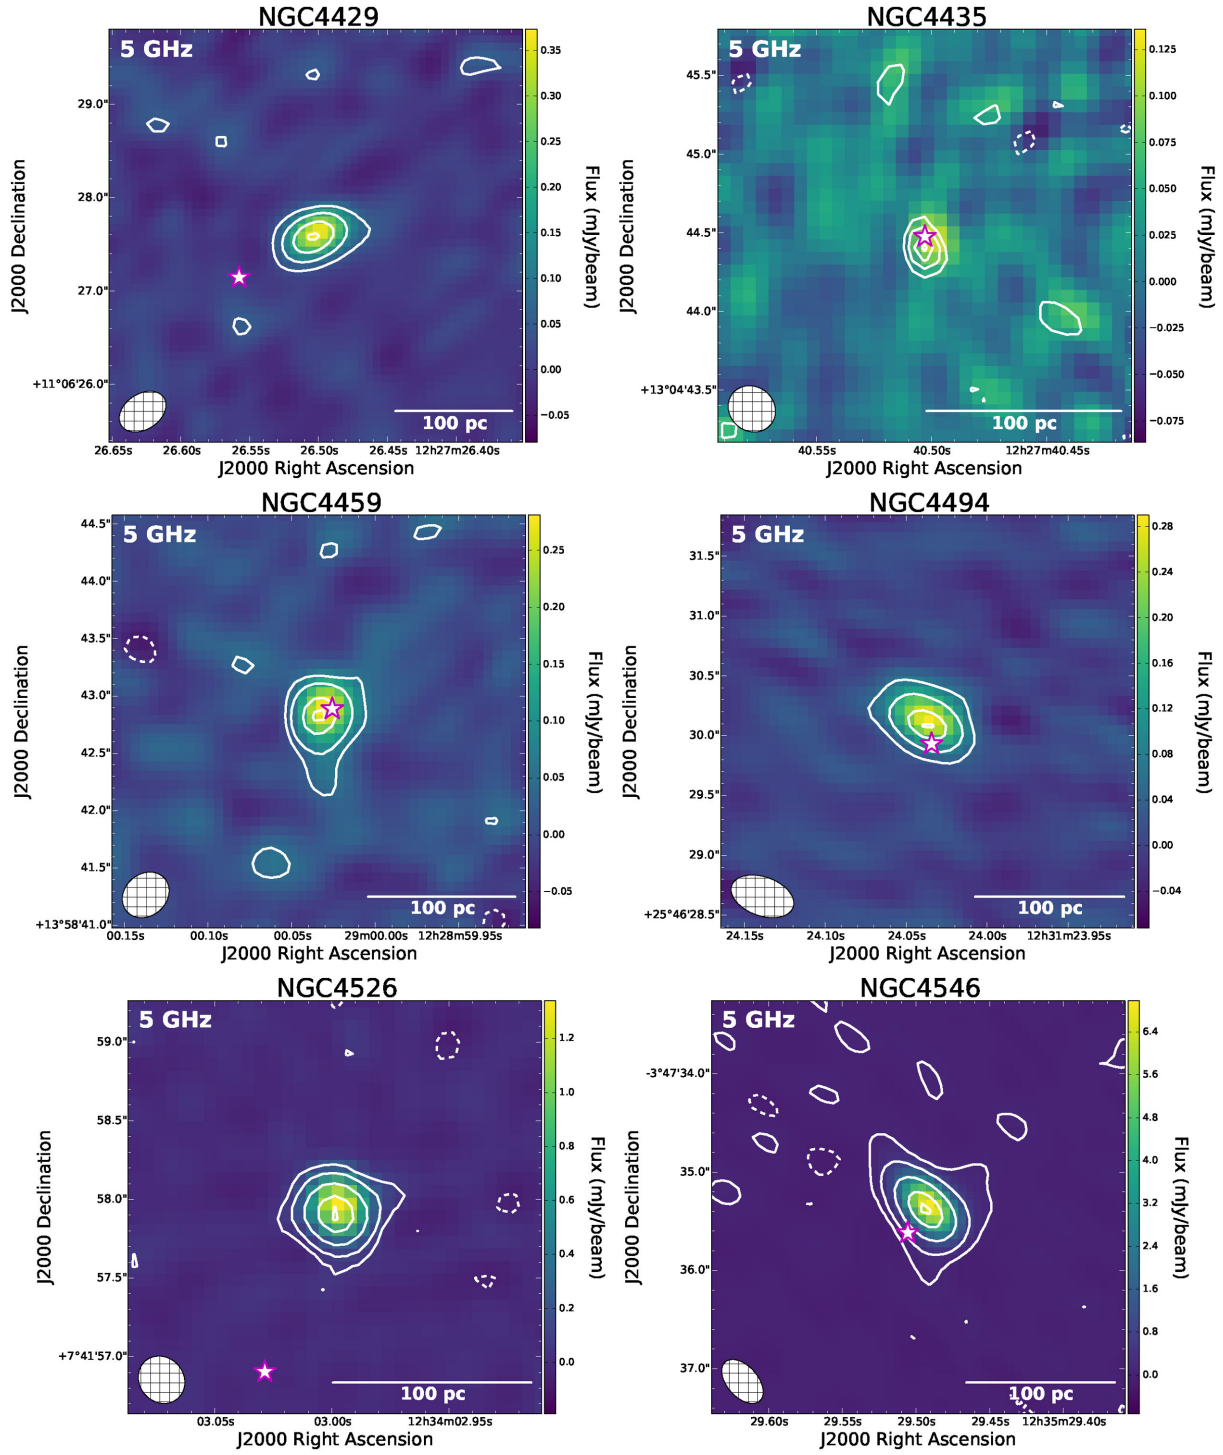 NGC4429
5 GHz
J2000 Declination
29.0"
28.0"
27.0"
+11°06'26.0"
100 pc
26.65s 26.60s 26.55s 26.50s 26.45s 12h27m26.40s
J2000 Right Ascension
0.35
0.30
0.25
0.20
0.15
0.10
0.05
0.00
−0.05
Flux (mJy/beam)
NGC4435
5 GHz
J2000 Declination
45.5"
45.0"
44.5"
44.0"
+13°04'43.5"
100 pc
40.55s 40.50s 12h27m40.45s
J2000 Right Ascension
0.125
0.100
0.075
0.050
0.025
0.000
−0.025
−0.050
−0.075
Flux (mJy/beam)
NGC4459
5 GHz
J2000 Declination
44.5"
44.0"
43.5"
43.0"
42.5"
42.0"
41.5"
+13°58'41.0"
100 pc
00.15s 00.10s 00.05s 29m00.00s 12h28m59.95s
J2000 Right Ascension
0.25
0.20
0.15
0.10
0.05
0.00
−0.05
Flux (mJy/beam)
NGC4494
5 GHz
J2000 Declination
31.5"
31.0"
30.5"
30.0"
29.5"
29.0"
+25°46'28.5"
100 pc
24.15s 24.10s 24.05s 24.00s 12h31m23.95s
J2000 Right Ascension
0.28
0.24
0.20
0.16
0.12
0.08
0.04
0.00
−0.04
Flux (mJy/beam)
NGC4526
5 GHz
J2000 Declination
59.0"
58.5"
58.0"
57.5"
+7°41'57.0"
100 pc
03.05s 03.00s 12h34m02.95s
J2000 Right Ascension
1.2
1.0
0.8
0.6
0.4
0.2
0.0
Flux (mJy/beam)
NGC4546
5 GHz
J2000 Declination
-3°47'34.0"
35.0"
36.0"
37.0"
100 pc
29.60s 29.55s 29.50s 29.45s 12h35m29.40s
J2000 Right Ascension
6.4
5.6
4.8
4.0
3.2
2.4
1.6
0.8
0.0
Flux (mJy/beam)